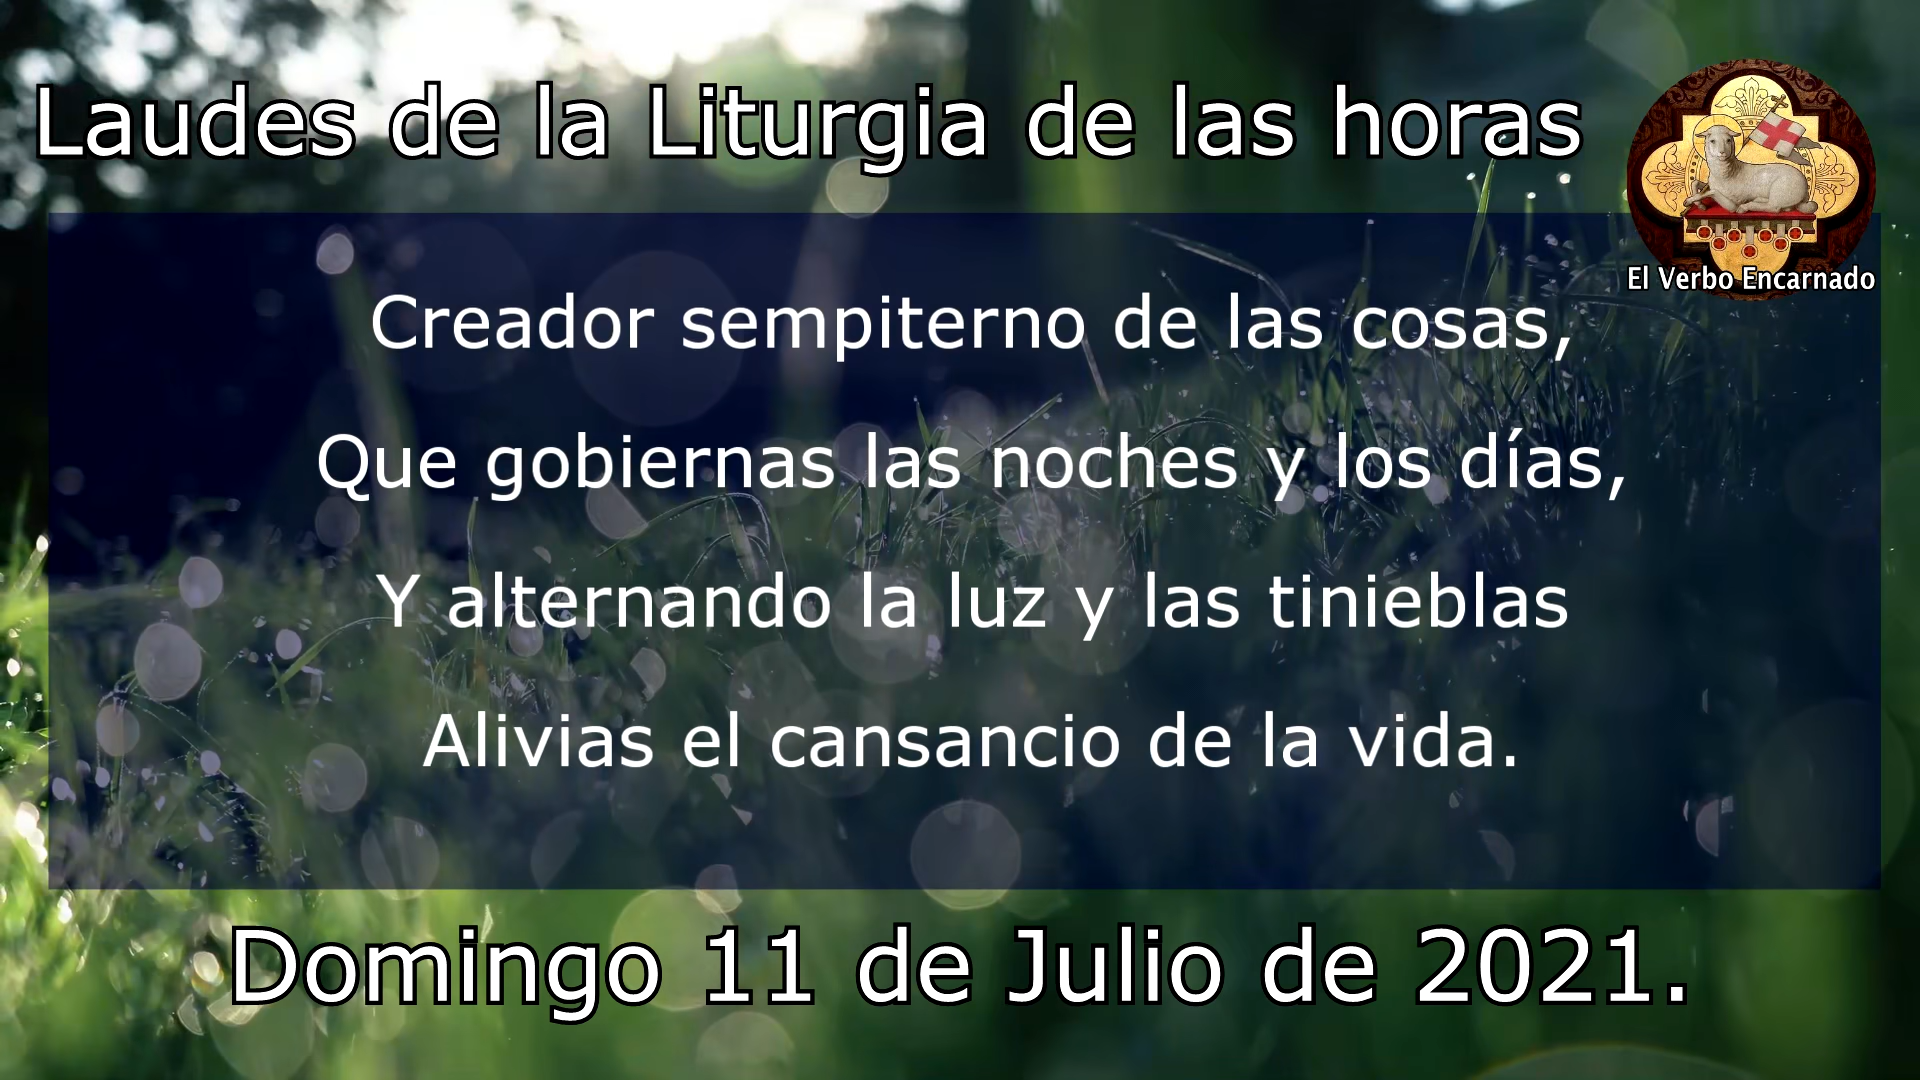 Laudes de la Liturgia de las horas
El Verbo Encarnado
Creador sempiterno de las cosas,
Que gobiernas las noches y los días,
Y alternando la luz y las tinieblas
Alivias el cansancio de la vida.
Domingo 11 de Julio de 2021.